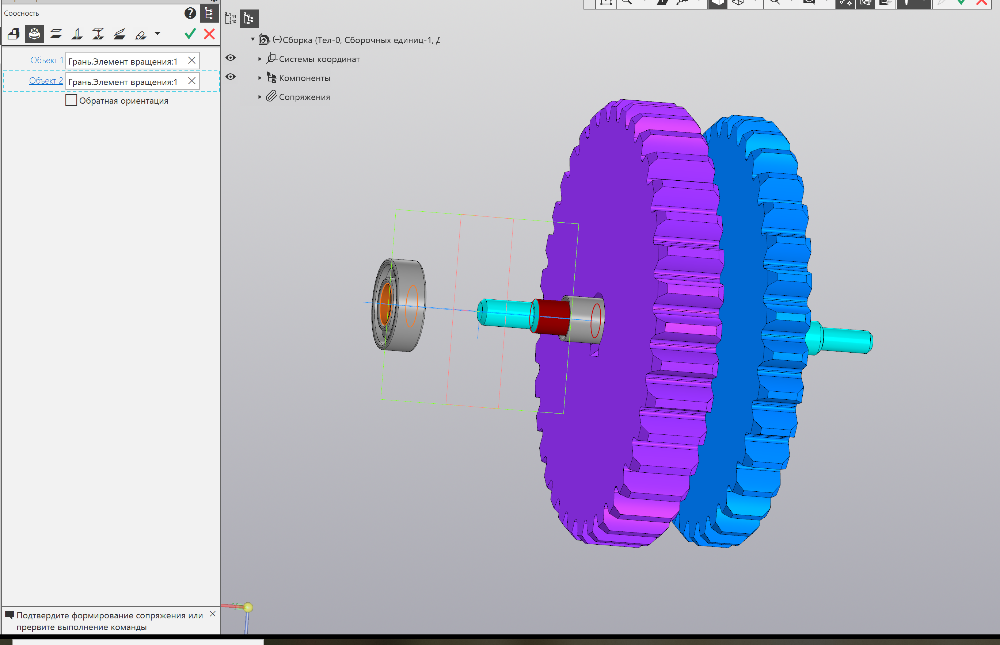 Соосность
Объект 1
Грань.Элемент вращения:1
Объект 2
Грань.Элемент вращения:1
Обратная ориентация
(−)Сборка (Тел-0, Сборочных единиц-1, Д
Системы координат
Компоненты
Сопряжения
Подтвердите формирование сопряжения или
прервите выполнение команды